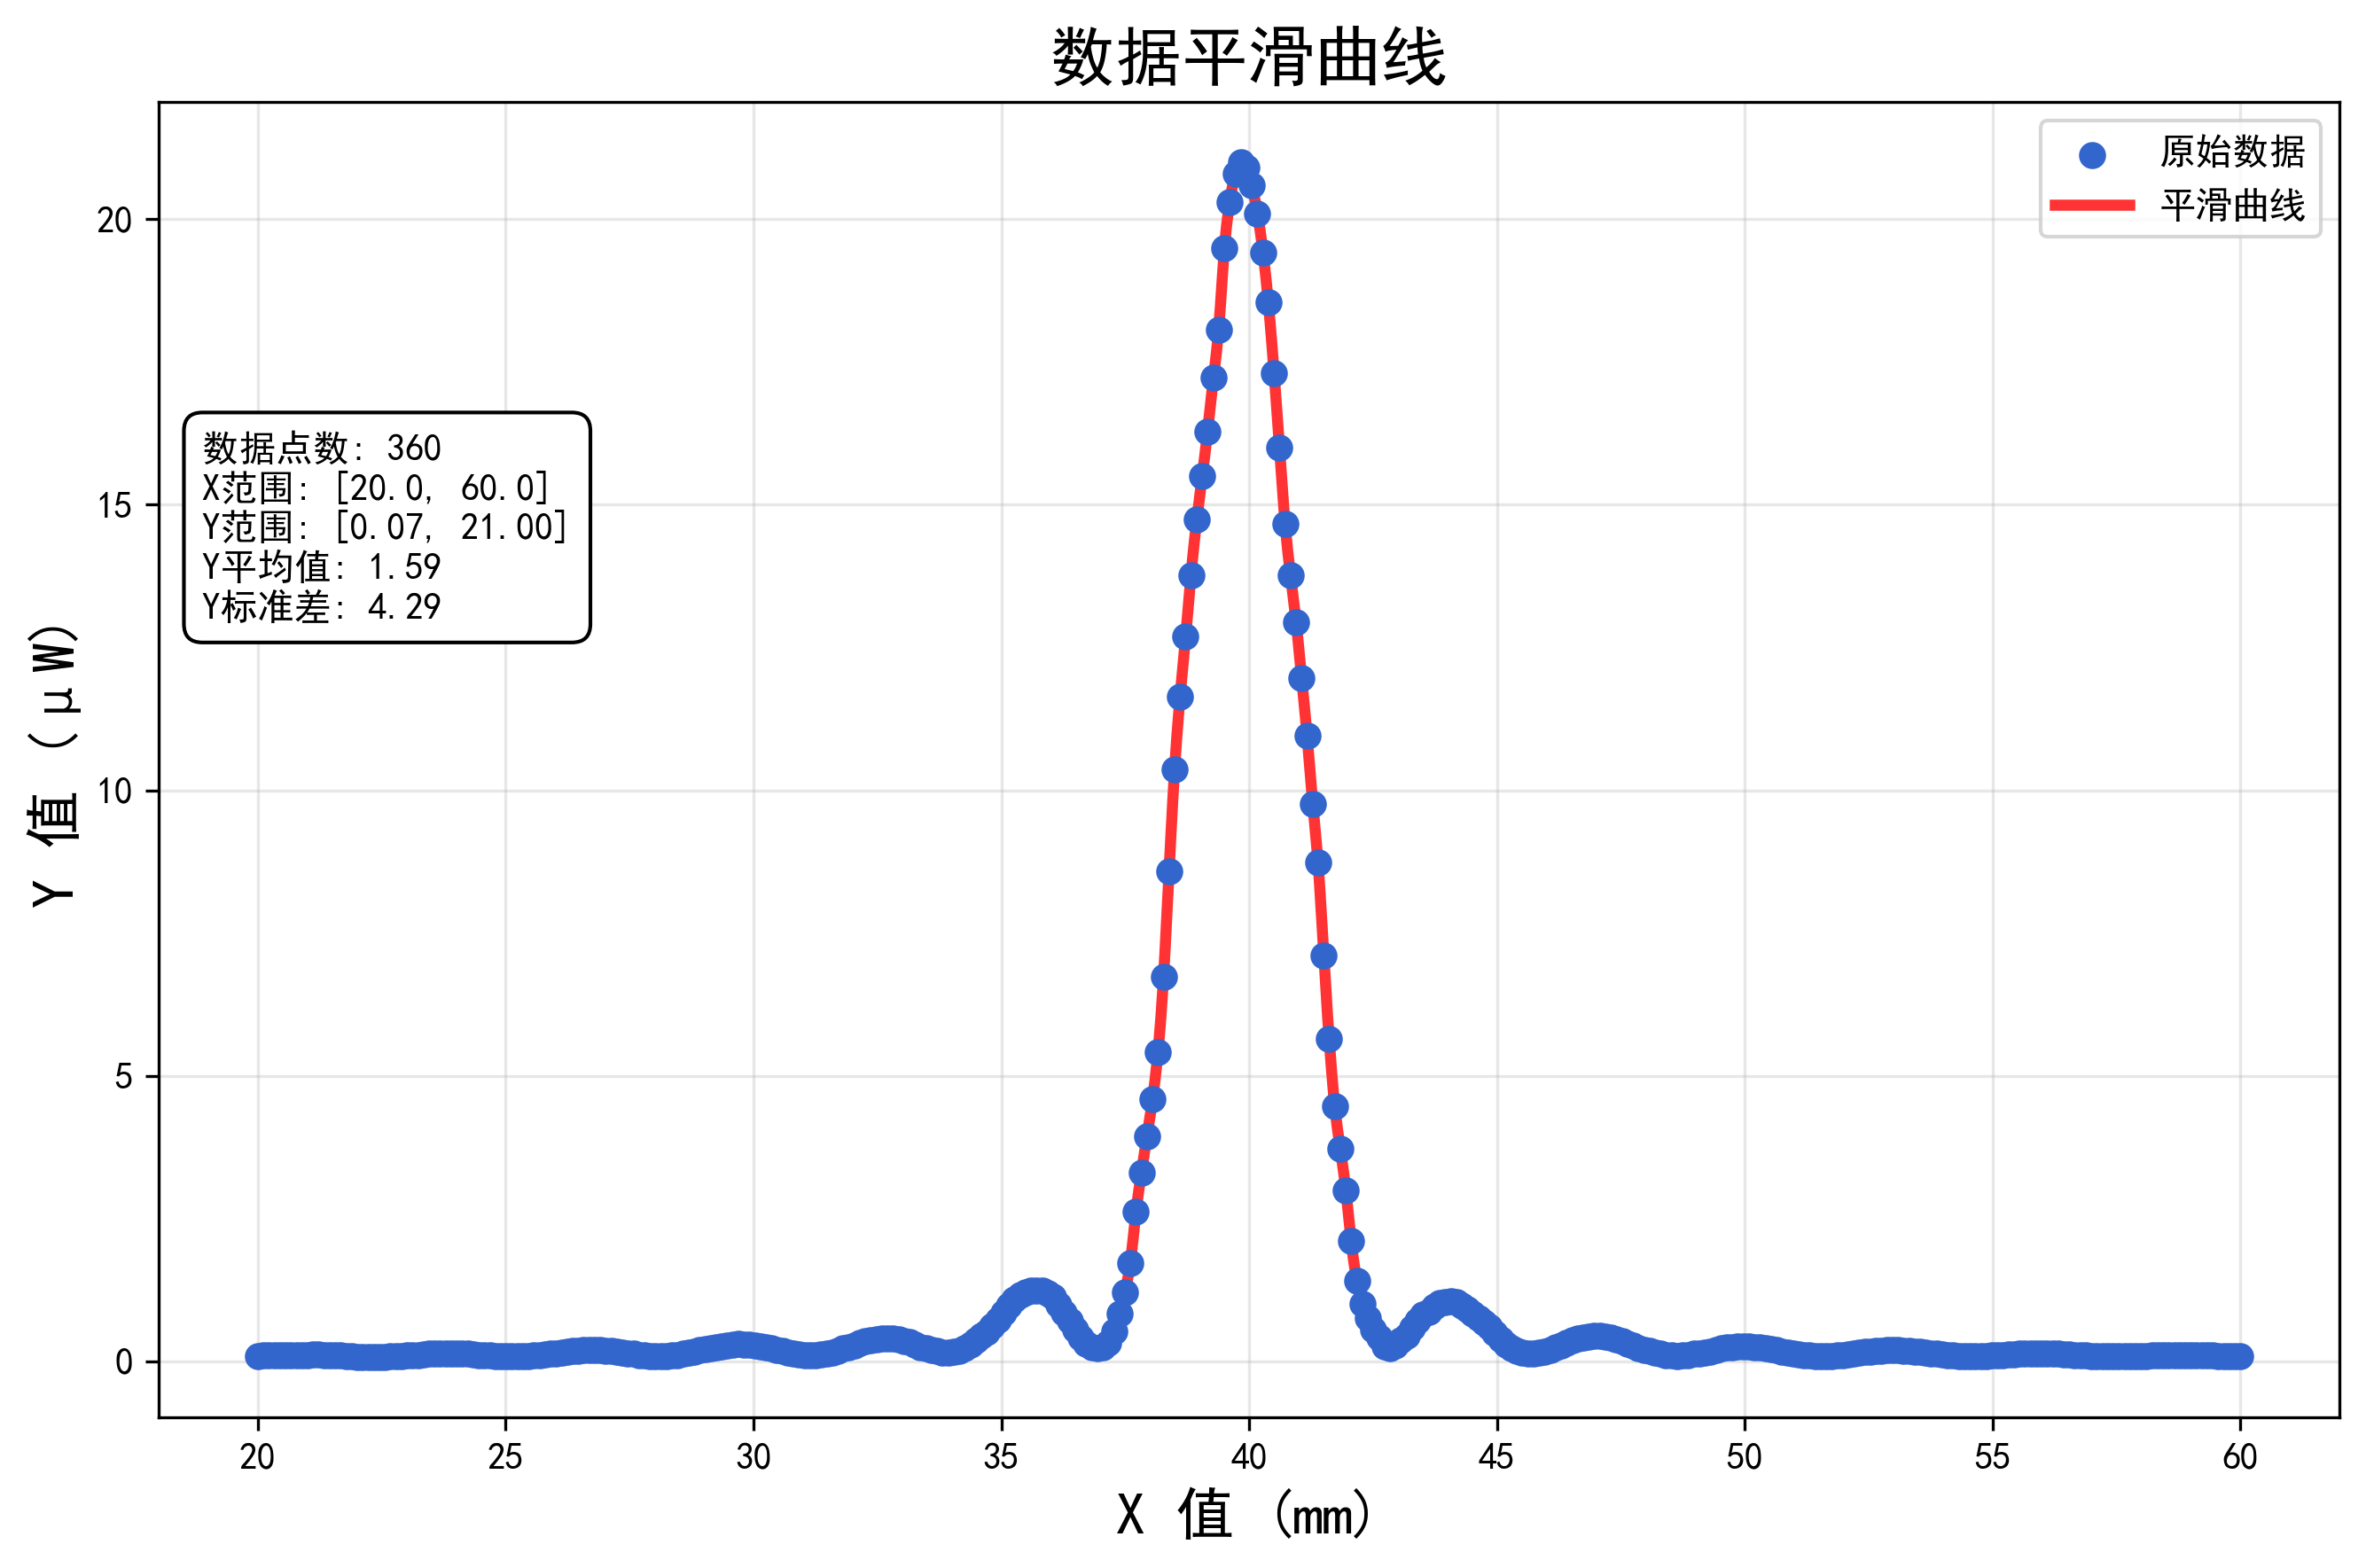 数据平滑曲线
原始数据
平滑曲线
数据点数: 360
X范围: [20.0, 60.0]
Y范围: [0.07, 21.00]
Y平均值: 1.59
Y标准差: 4.29
Y 值 (μW)
20
15
10
5
0
20 25 30 35 40 45 50 55 60
X 值 (mm)